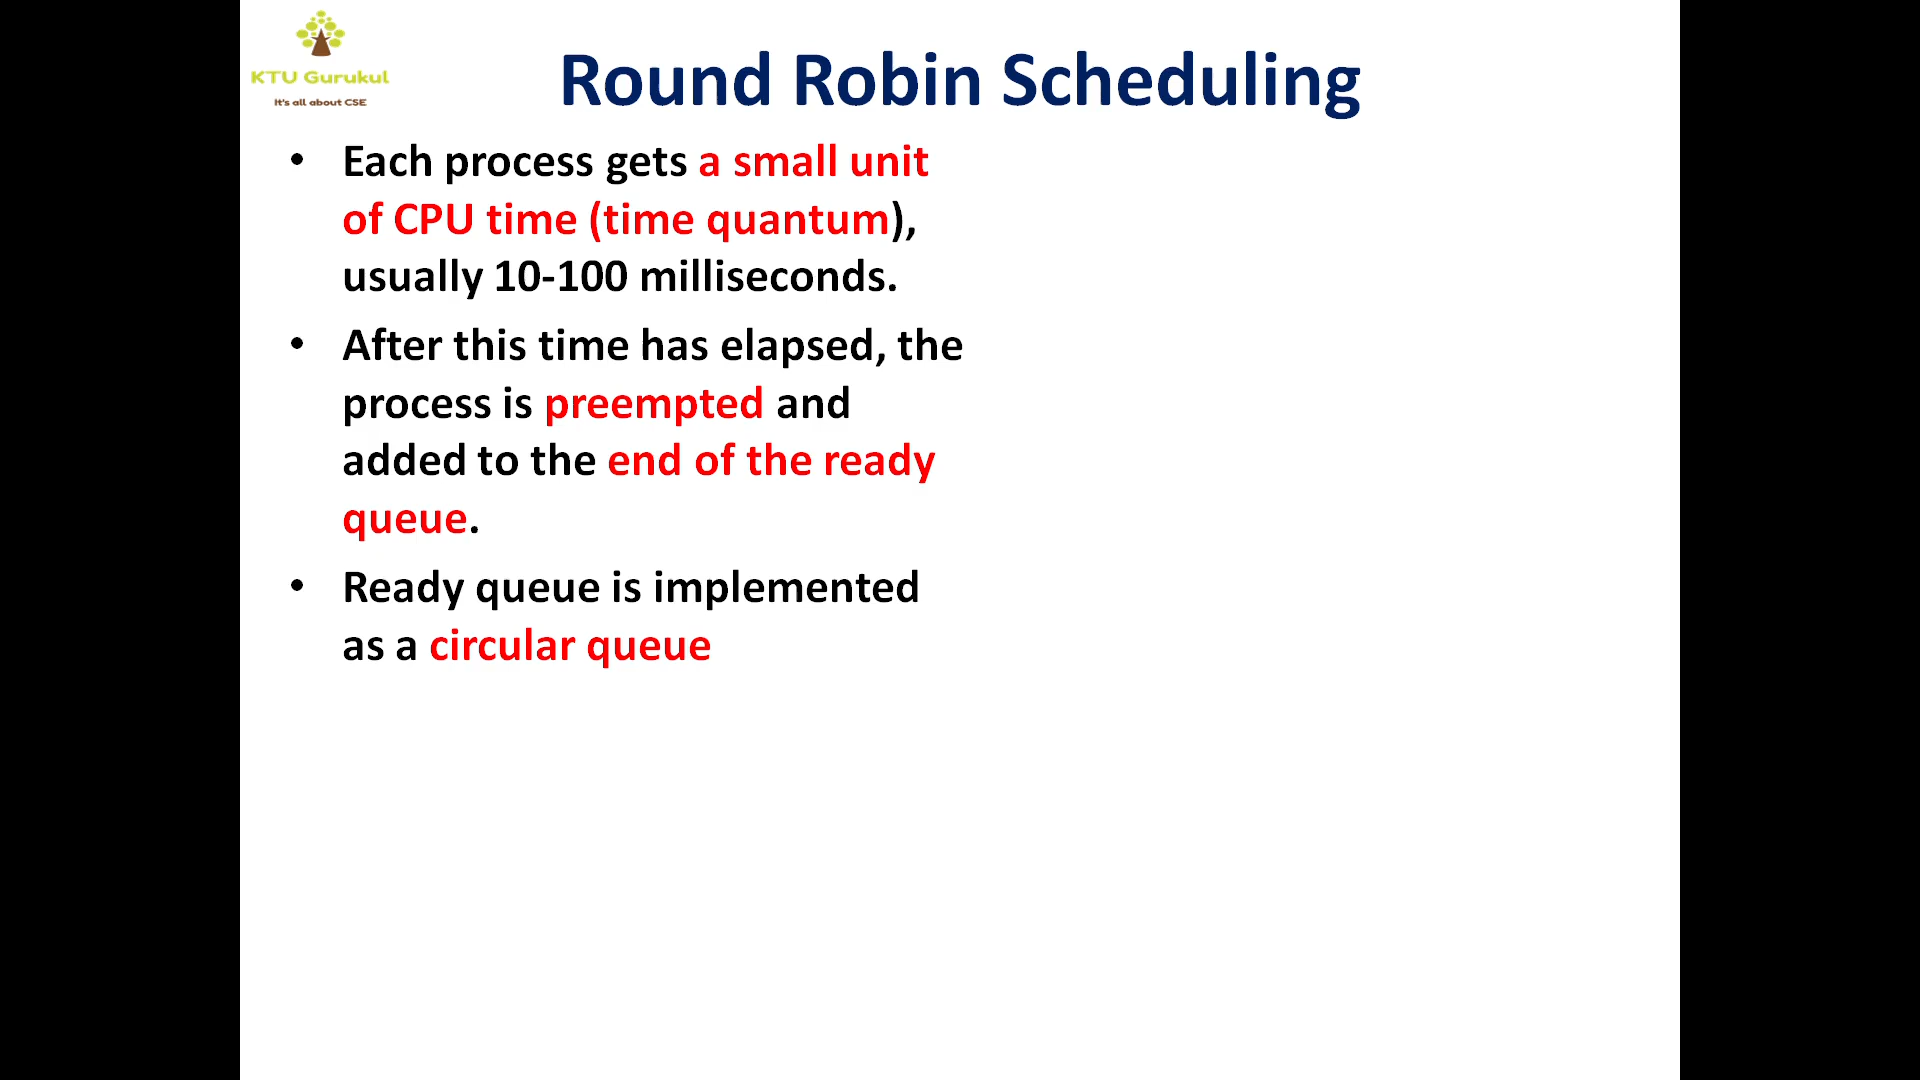 KTU Gurukul
It's all about CSE
Round Robin Scheduling
• Each process gets a small unit
of CPU time (time quantum),
usually 10-100 milliseconds.
• After this time has elapsed, the
process is preempted and
added to the end of the ready
queue.
• Ready queue is implemented
as a circular queue